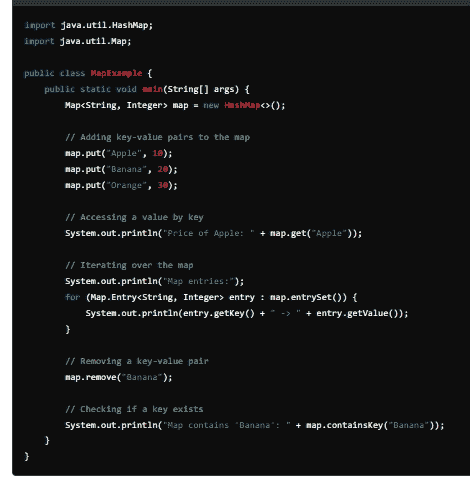 import java.util.HashMap;
import java.util.Map;
public class MapExample {
public static void main(String[] args) {
Map<String, Integer> map = new HashMap<>();
// Adding key-value pairs to the map
map.put("Apple", 10);
map.put("Banana", 20);
map.put("Orange", 30);
// Accessing a value by key
System.out.println("Price of Apple: " + map.get("Apple"));
// Iterating over the map
System.out.println("Map entries:");
for (Map.Entry<String, Integer> entry : map.entrySet()) {
System.out.println(entry.getKey() + " -> " + entry.getValue());
}
// Removing a key-value pair
map.remove("Banana");
// Checking if a key exists
System.out.println("Map contains 'Banana': " + map.containsKey("Banana"));
}
}